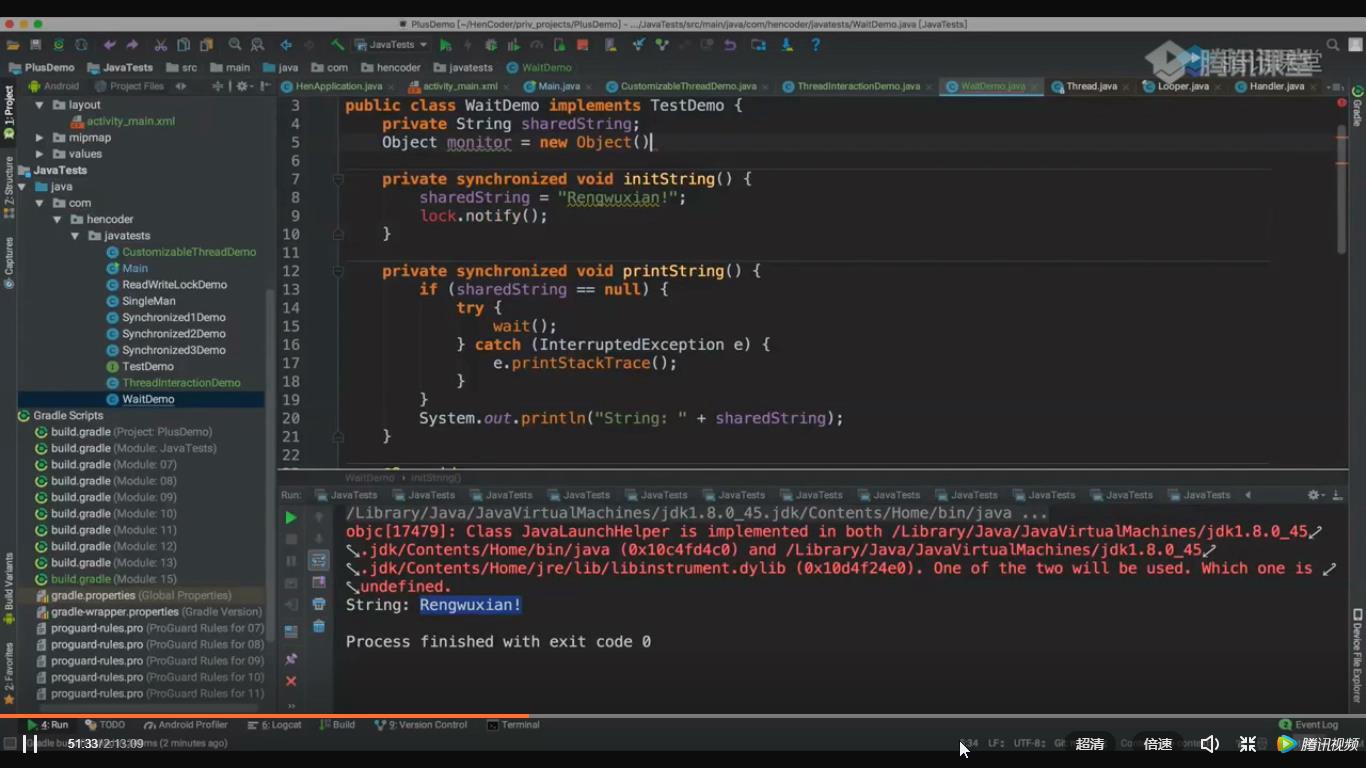 PlusDemo [~/HenCoder/priv_projects/PlusDemo] - .../JavaTests/src/main/java/com/hencoder/javatests/WaitDemo.java [JavaTests]
JavaTests
腾讯课堂
PlusDemo JavaTests src main java com hencoder javatests WaitDemo
Android Project Files
HenApplication.java activity_main.xml Main.java CustomizableThreadDemo.java ThreadInteractionDemo.java WaitDemo.java Thread.java Looper.java Handler.java
1: Project
Z: Structure
Captures
Build Variants
2: Favorites
Gradle
Device File Explorer
layout
activity_main.xml
mipmap
values
JavaTests
java
com
hencoder
javatests
CustomizableThreadDemo
Main
ReadWriteLockDemo
SingleMan
Synchronized1Demo
Synchronized2Demo
Synchronized3Demo
TestDemo
ThreadInteractionDemo
WaitDemo
Gradle Scripts
build.gradle (Project: PlusDemo)
build.gradle (Module: JavaTests)
build.gradle (Module: 07)
build.gradle (Module: 08)
build.gradle (Module: 09)
build.gradle (Module: 10)
build.gradle (Module: 11)
build.gradle (Module: 12)
build.gradle (Module: 13)
build.gradle (Module: 15)
gradle.properties (Global Properties)
gradle-wrapper.properties (Gradle Version)
proguard-rules.pro (ProGuard Rules for 07)
proguard-rules.pro (ProGuard Rules for 08)
proguard-rules.pro (ProGuard Rules for 09)
proguard-rules.pro (ProGuard Rules for 10)
proguard-rules.pro (ProGuard Rules for 11)
3 public class WaitDemo implements TestDemo {
4 private String sharedString;
5 Object monitor = new Object()
6
7 private synchronized void initString() {
8 sharedString = "Rengwuxian!";
9 lock.notify();
10 }
11
12 private synchronized void printString() {
13 if (sharedString == null) {
14 try {
15 wait();
16 } catch (InterruptedException e) {
17 e.printStackTrace();
18 }
19 }
20 System.out.println("String: " + sharedString);
21 }
22
WaitDemo › initString()
Run: JavaTests JavaTests JavaTests JavaTests JavaTests JavaTests JavaTests JavaTests JavaTests JavaTests JavaTests JavaTests
/Library/Java/JavaVirtualMachines/jdk1.8.0_45.jdk/Contents/Home/bin/java ...
objc[17479]: Class JavaLaunchHelper is implemented in both /Library/Java/JavaVirtualMachines/jdk1.8.0_45
.jdk/Contents/Home/bin/java (0x10c4fd4c0) and /Library/Java/JavaVirtualMachines/jdk1.8.0_45
.jdk/Contents/Home/jre/lib/libinstrument.dylib (0x10d4f24e0). One of the two will be used. Which one is
undefined.
String: Rengwuxian!
Process finished with exit code 0
4: Run TODO Android Profiler 6: Logcat Build 9: Version Control Terminal Event Log
51:33/2:13:09
(2 minutes ago)
LF: UTF-8:
超清 倍速 腾讯视频